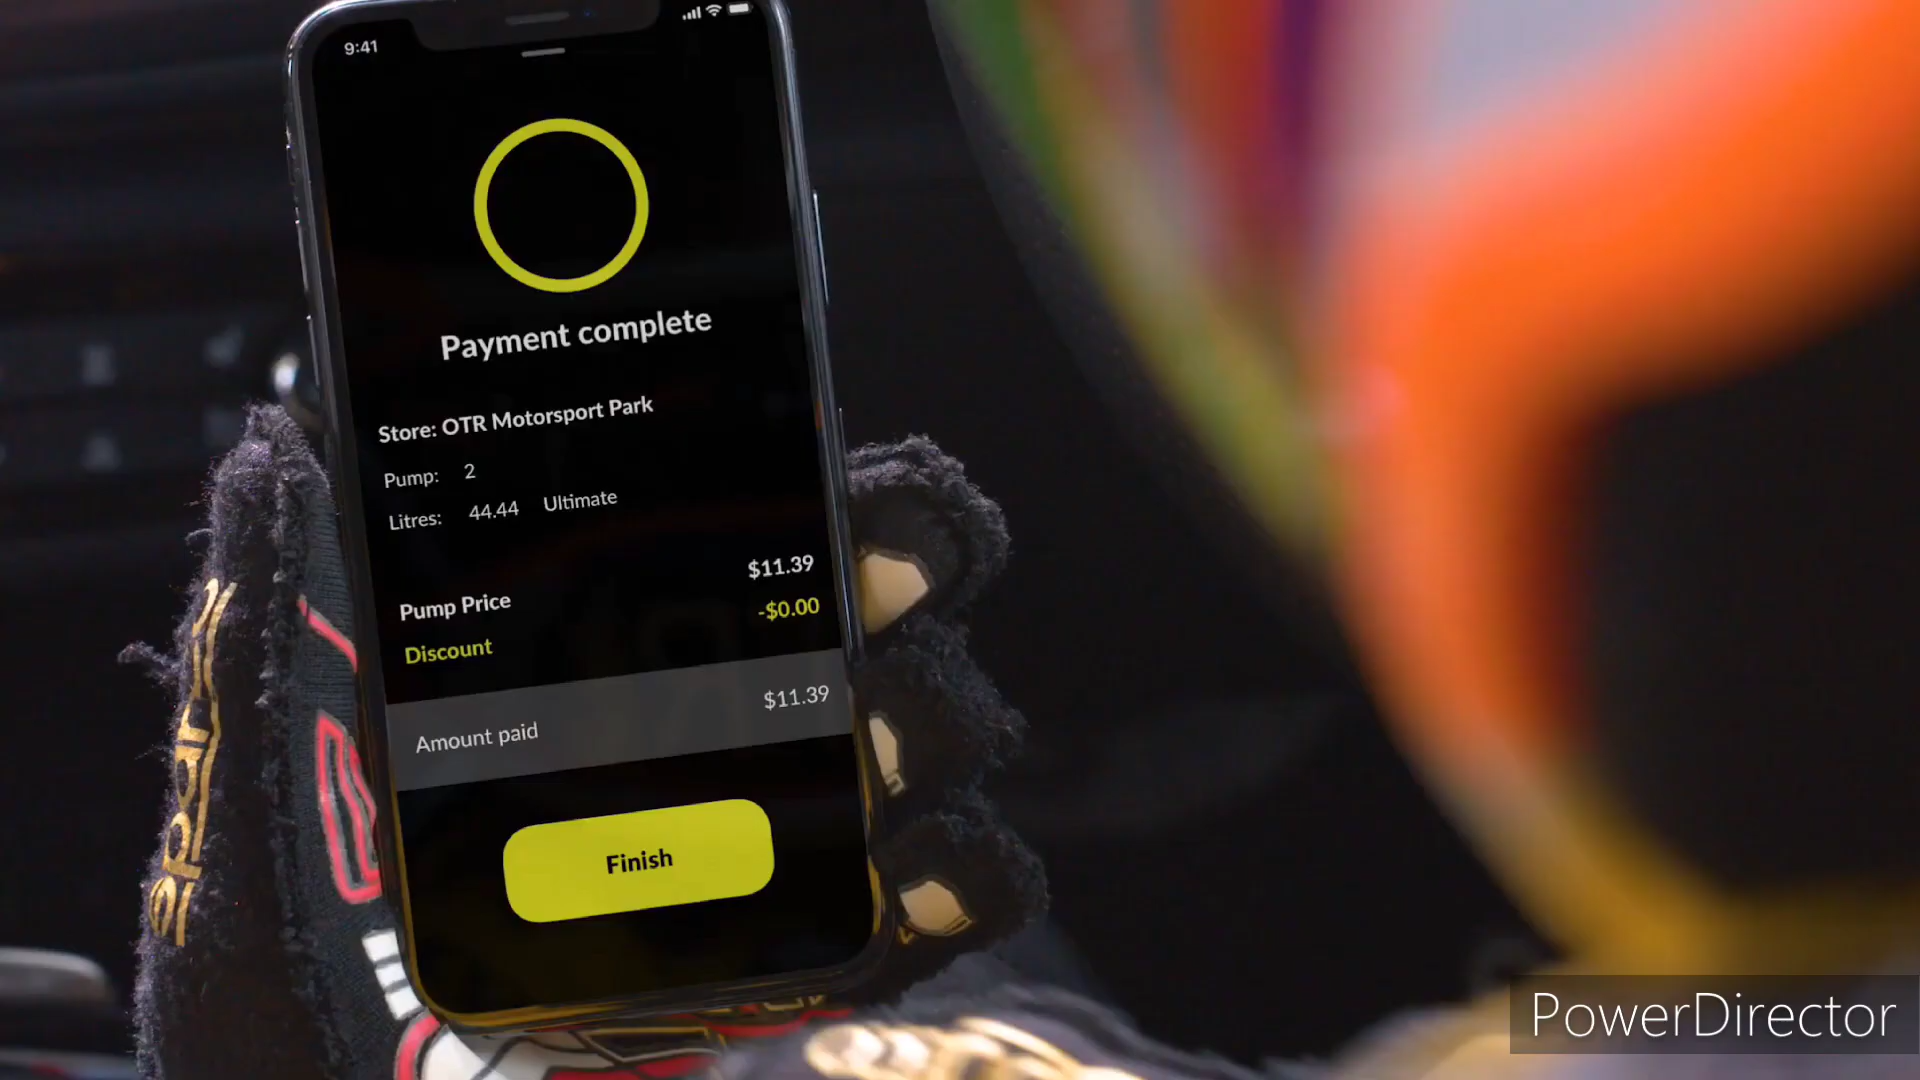 9:41
Payment complete
Store: OTR Motorsport Park
Pump: 2
Litres: 44.44 Ultimate
Pump Price $11.39
Discount -$0.00
Amount paid $11.39
Finish
PowerDirector